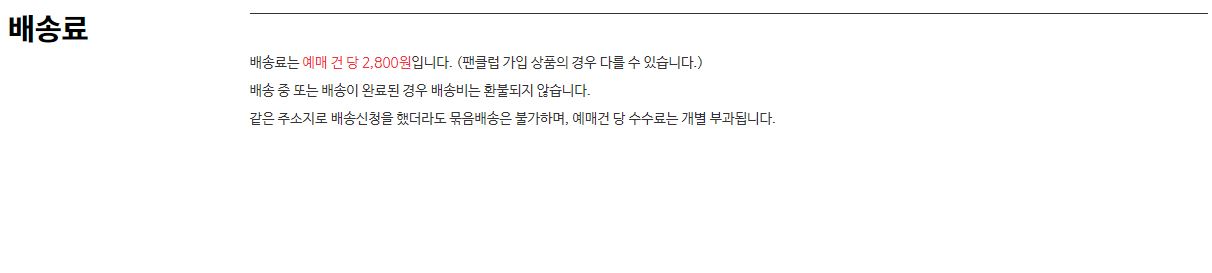 배송료
배송료는 예매 건 당 2,800원입니다. (팬클럽 가입 상품의 경우 다를 수 있습니다.)
배송 중 또는 배송이 완료된 경우 배송비는 환불되지 않습니다.
같은 주소지로 배송신청을 했더라도 묶음배송은 불가하며, 예매건 당 수수료는 개별 부과됩니다.